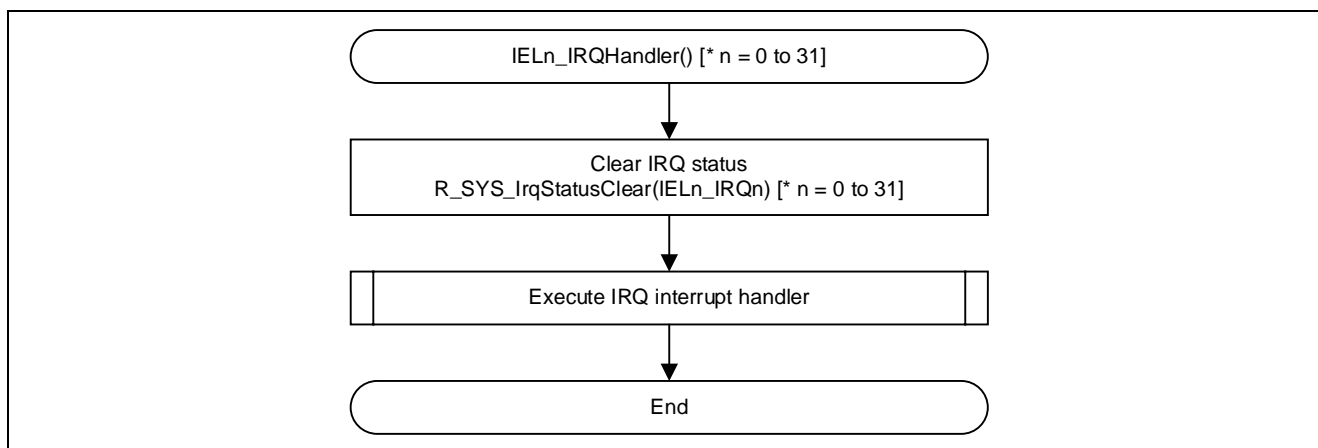 IELn_IRQHandler() [* n = 0 to 31]
Clear IRQ status
R_SYS_IrqStatusClear(IELn_IRQn) [* n = 0 to 31]
Execute IRQ interrupt handler
End